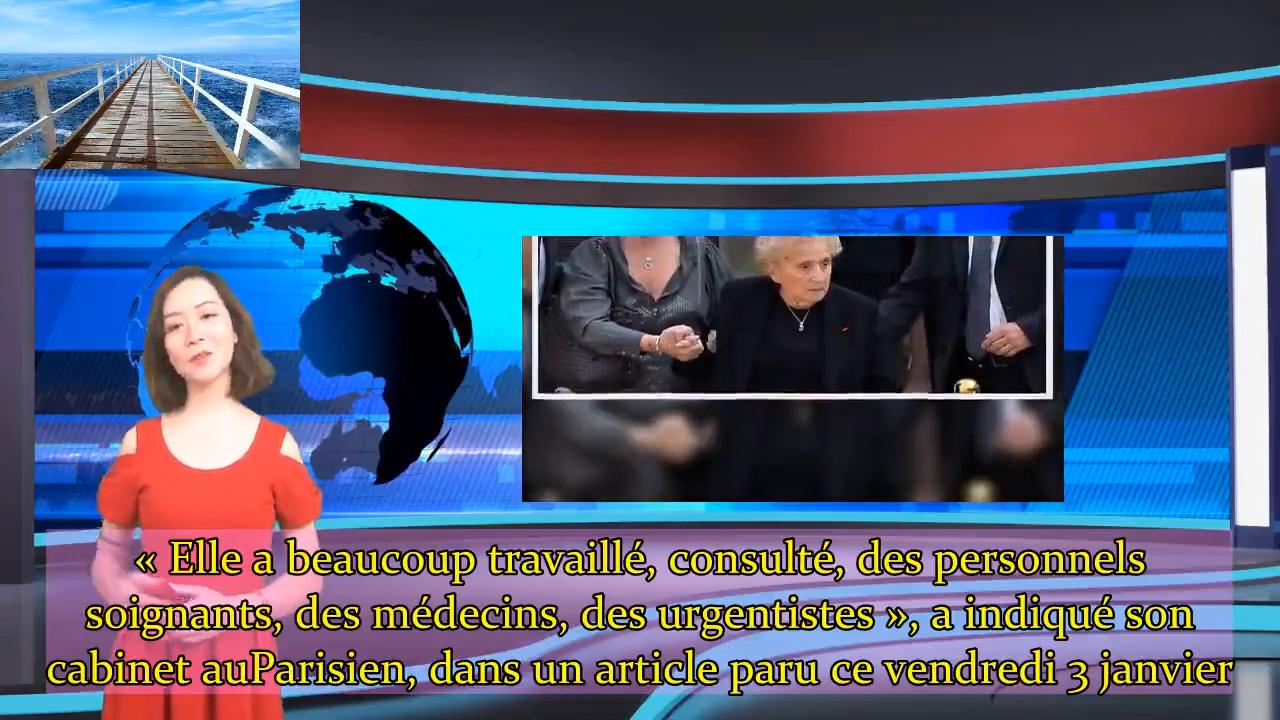 « Elle a beaucoup travaillé, consulté, des personnels
soignants, des médecins, des urgentistes », a indiqué son
cabinet auParisien, dans un article paru ce vendredi 3 janvier